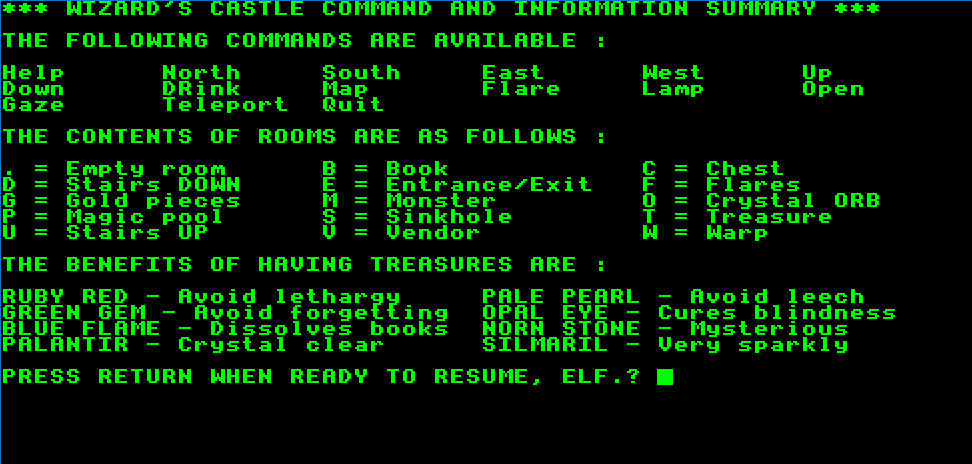 *** WIZARD'S CASTLE COMMAND AND INFORMATION SUMMARY ***
THE FOLLOWING COMMANDS ARE AVAILABLE :
Help North South East West Up
Down DRink Map Flare Lamp Open
Gaze Teleport Quit
THE CONTENTS OF ROOMS ARE AS FOLLOWS :
. = Empty room B = Book C = Chest
D = Stairs DOWN E = Entrance/Exit F = Flares
G = Gold pieces M = Monster O = Crystal ORB
P = Magic pool S = Sinkhole T = Treasure
U = Stairs UP V = Vendor W = Warp
THE BENEFITS OF HAVING TREASURES ARE :
RUBY RED - Avoid lethargy PALE PEARL - Avoid leech
GREEN GEM - Avoid forgetting OPAL EYE - Cures blindness
BLUE FLAME - Dissolves books NORN STONE - Mysterious
PALANTIR - Crystal clear SILMARIL - Very sparkly
PRESS RETURN WHEN READY TO RESUME, ELF.?